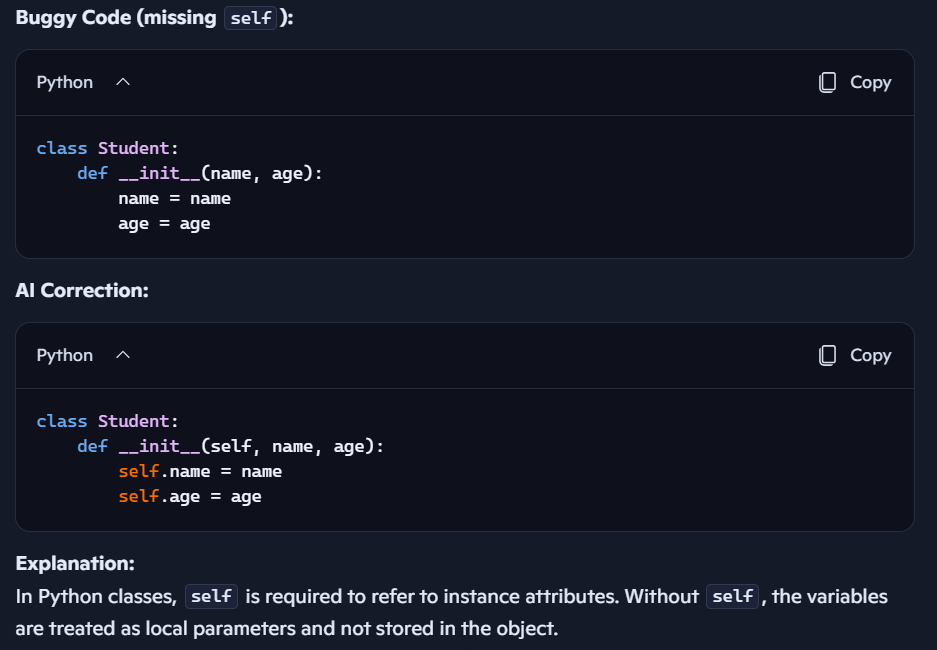 Buggy Code (missing self):
Python
Copy
class Student:
    def __init__(name, age):
        name = name
        age = age
AI Correction:
Python
Copy
class Student:
    def __init__(self, name, age):
        self.name = name
        self.age = age
Explanation:
In Python classes, self is required to refer to instance attributes. Without self, the variables
are treated as local parameters and not stored in the object.